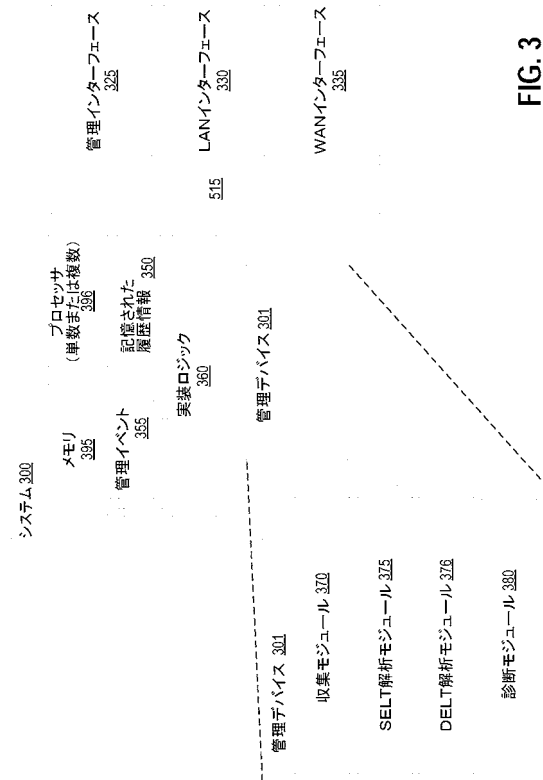 システム 300
メモリ
395
プロセッサ
(単数または複数)
396
管理イベント
355
記憶された
履歴情報 350
実装ロジック
360
管理デバイス 301
515
管理インターフェース
325
LANインターフェース
330
WANインターフェース
335
管理デバイス 301
収集モジュール 370
SELT解析モジュール 375
DELT解析モジュール 376
診断モジュール 380
FIG. 3